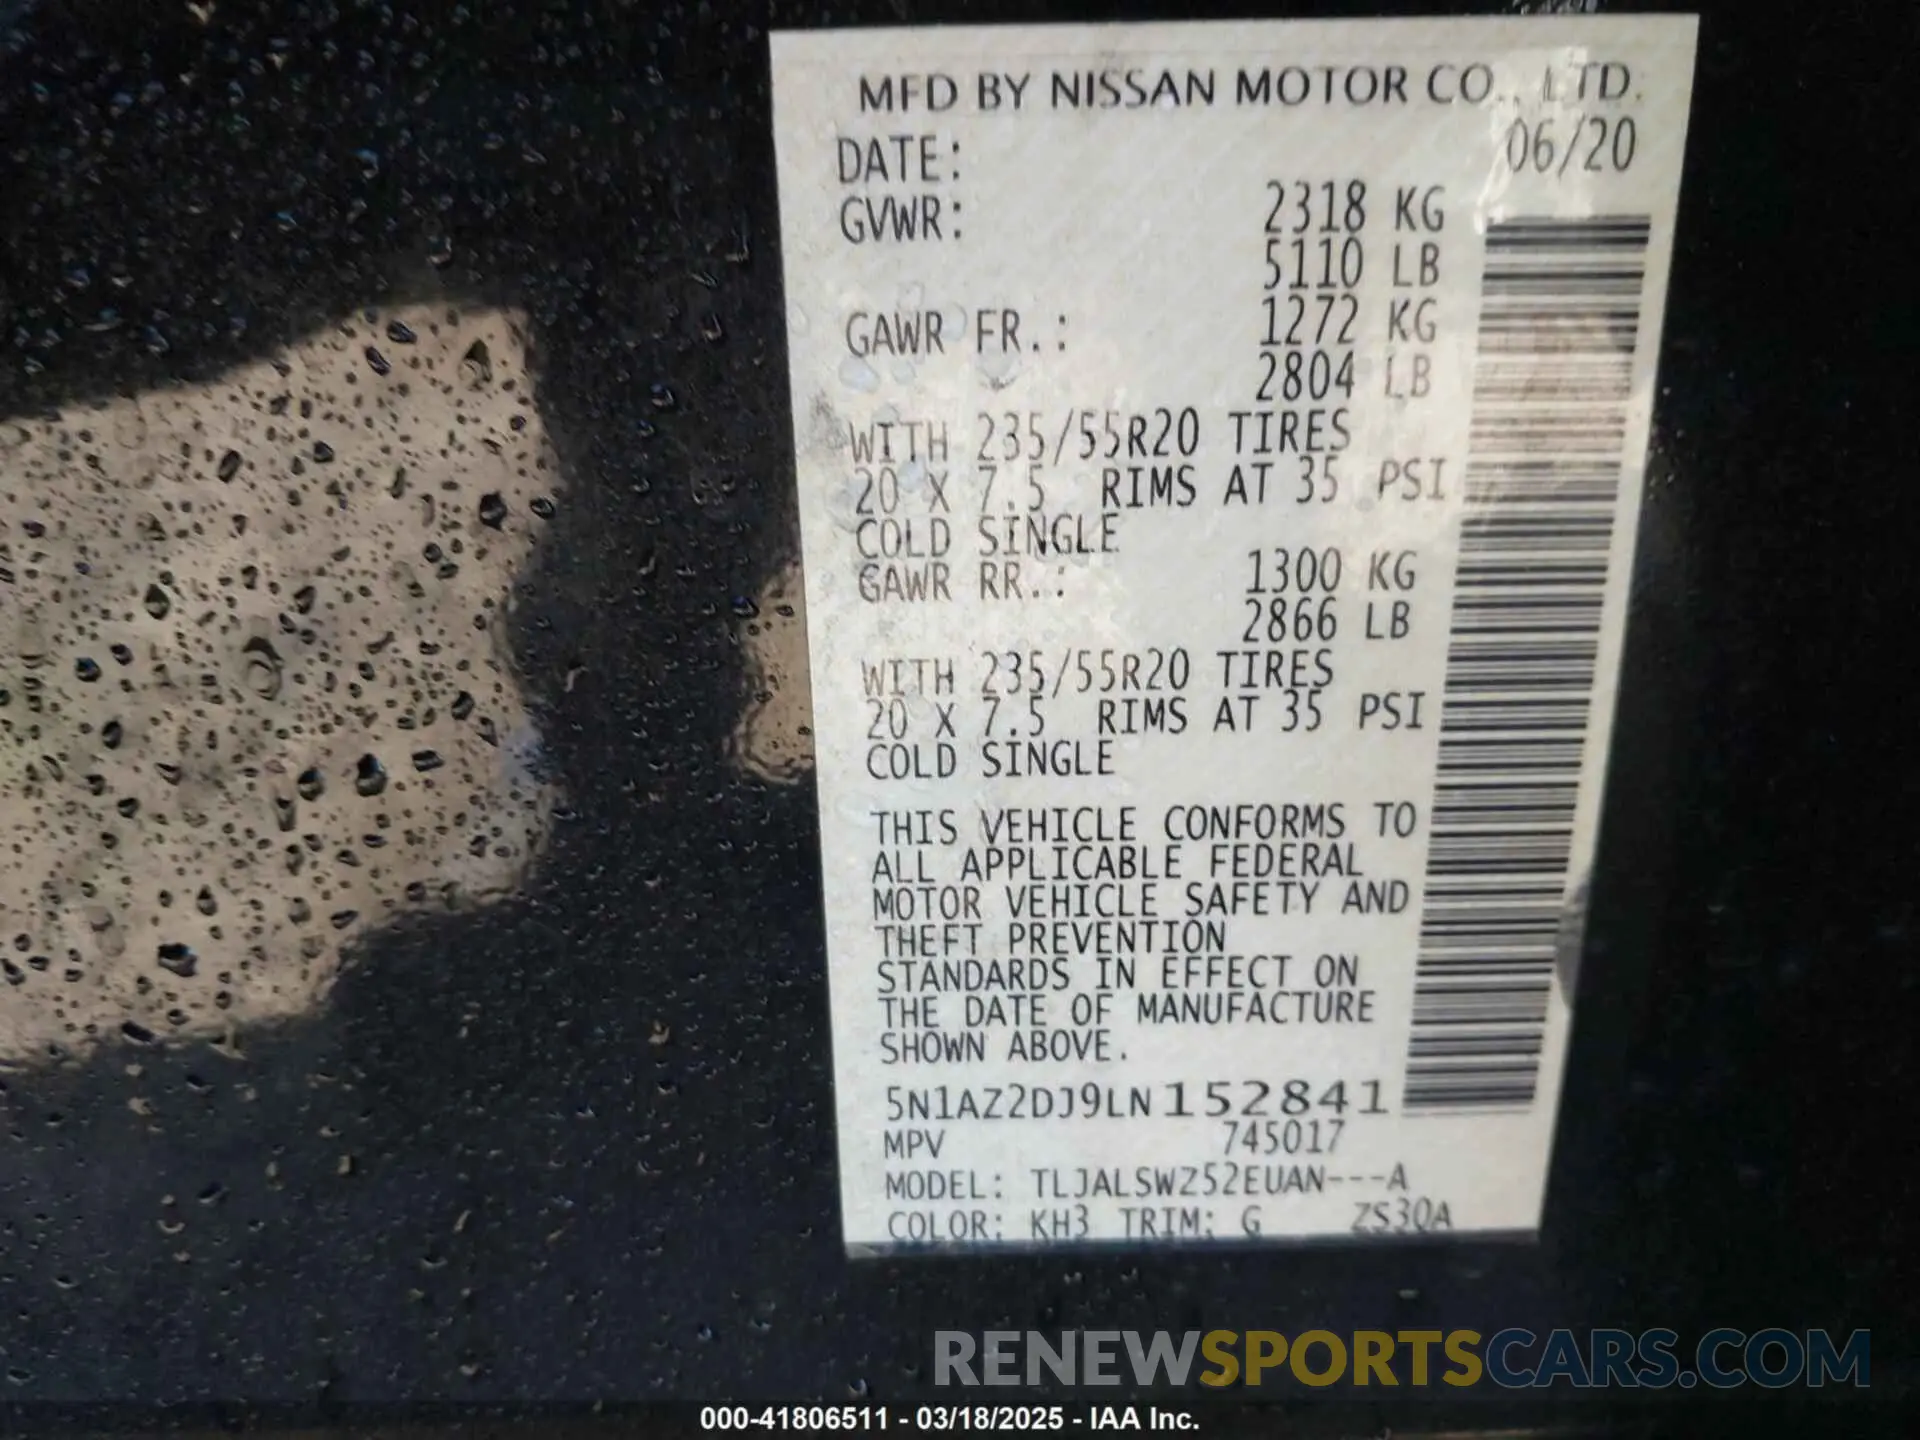 MFD BY NISSAN MOTOR CO., LTD.
DATE: 06/20
GVWR: 2318 KG
5110 LB
GAWR FR.: 1272 KG
2804 LB
WITH 235/55R20 TIRES
20 X 7.5 RIMS AT 35 PSI
COLD SINGLE
GAWR RR.: 1300 KG
2866 LB
WITH 235/55R20 TIRES
20 X 7.5 RIMS AT 35 PSI
COLD SINGLE
THIS VEHICLE CONFORMS TO
ALL APPLICABLE FEDERAL
MOTOR VEHICLE SAFETY AND
THEFT PREVENTION
STANDARDS IN EFFECT ON
THE DATE OF MANUFACTURE
SHOWN ABOVE.
5N1AZ2DJ9LN152841
MPV 745017
MODEL: TLJALSWZ52EUAN---A
COLOR: KH3 TRIM: G ZS3QA
RENEWSPORTSCARS.COM
000-41806511 - 03/18/2025 - IAA Inc.